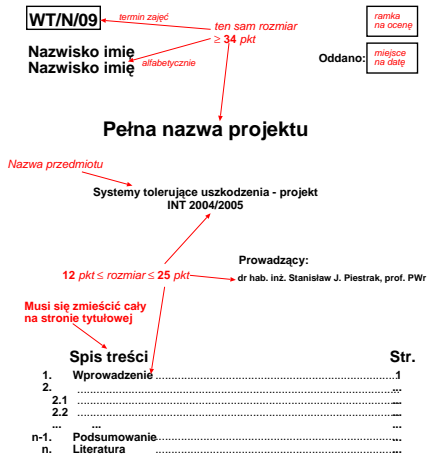 WT/N/09
termin zajęć
ten sam rozmiar
≥ 34 pkt
ramka
na ocenę
Nazwisko imię
Nazwisko imię
alfabetycznie
Oddano:
miejsce
na datę
Pełna nazwa projektu
Nazwa przedmiotu
Systemy tolerujące uszkodzenia - projekt
INT 2004/2005
Prowadzący:
12 pkt ≤ rozmiar ≤ 25 pkt
dr hab. inż. Stanisław J. Piestrak, prof. PWr
Musi się zmieścić cały
na stronie tytułowej
Spis treści Str.
1. Wprowadzenie ... 1
2. ... ...
2.1 ... ...
2.2 ... ...
... ... ...
n-1. Podsumowanie ... ...
n. Literatura ... ...